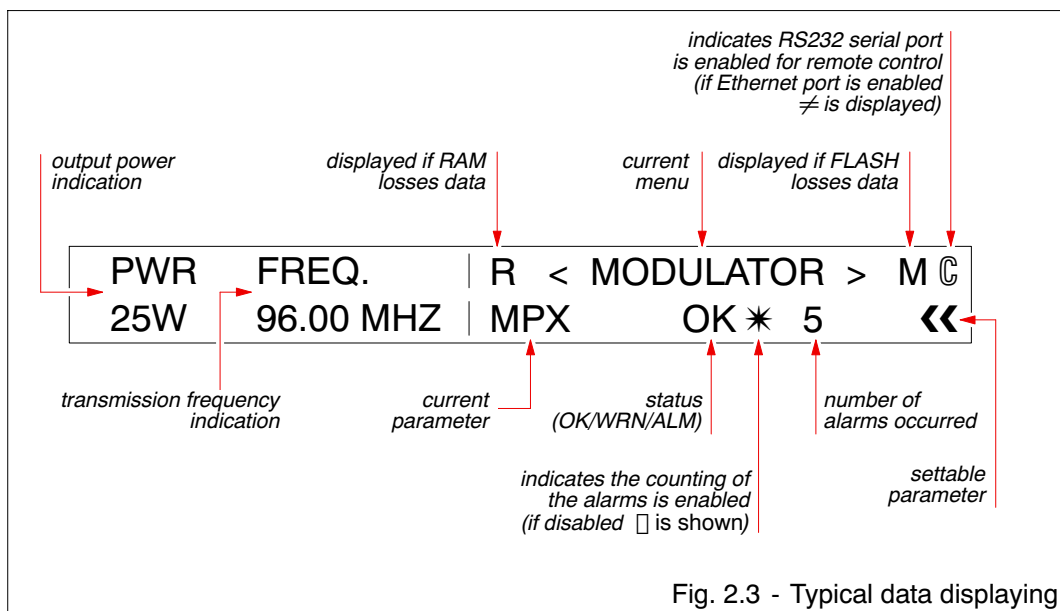 indicates RS232 serial port
is enabled for remote control
(if Ethernet port is enabled
≠ is displayed)
output power
indication
displayed if RAM
losses data
current
menu
displayed if FLASH
losses data
PWR FREQ. R < MODULATOR > M ℂ
25W 96.00 MHZ MPX OK ✴ 5 «
transmission frequency
indication
current
parameter
status
(OK/WRN/ALM)
number of
alarms occurred
indicates the counting of
the alarms is enabled
(if disabled ▯ is shown)
settable
parameter
Fig. 2.3 - Typical data displaying